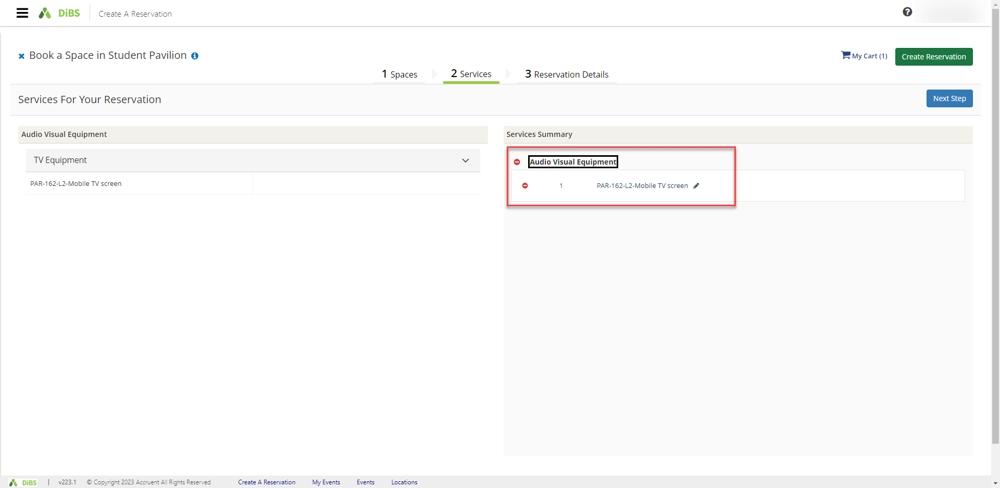 DiBS
Create A Reservation
Book a Space in Student Pavilion
My Cart (1)
Create Reservation
1 Spaces
2 Services
3 Reservation Details
Services For Your Reservation
Next Step
Audio Visual Equipment
TV Equipment
PAR-162-L2-Mobile TV screen
Services Summary
Audio Visual Equipment
1 PAR-162-L2-Mobile TV screen
DiBS | v223.1 © Copyright 2023 Accruent All Rights Reserved Create A Reservation My Events Events Locations